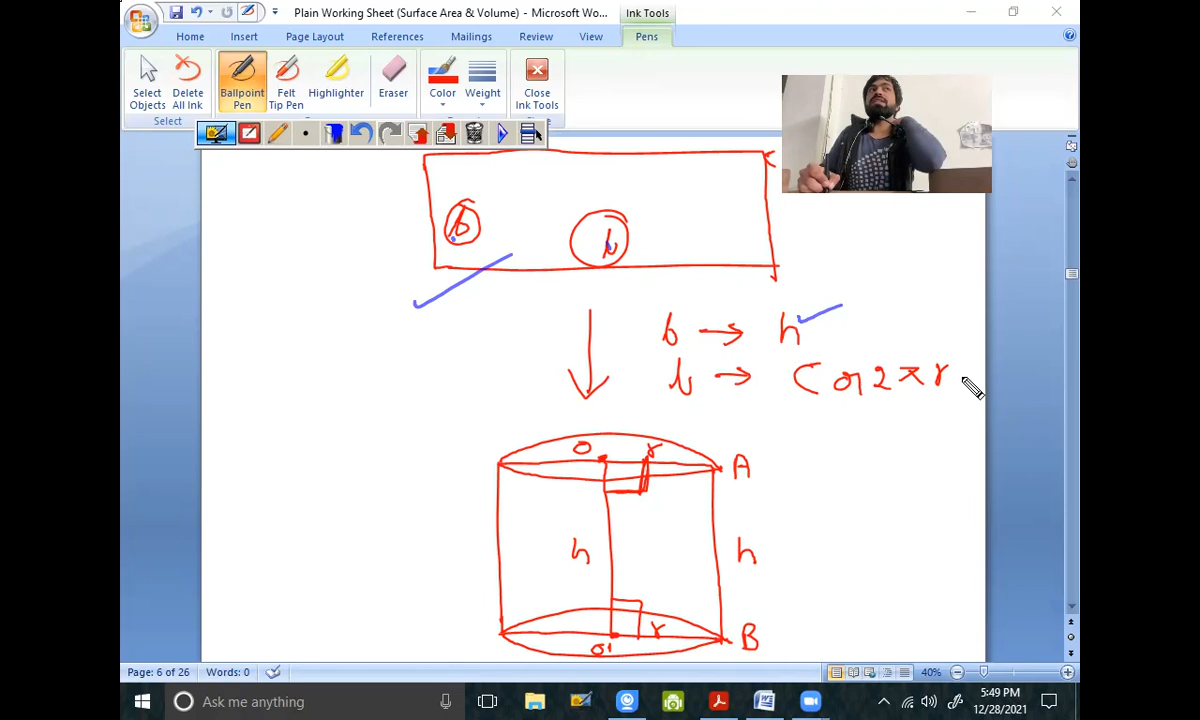 Plain Working Sheet (Surface Area & Volume) - Microsoft Wo...
Ink Tools
Home
Insert
Page Layout
References
Mailings
Review
View
Pens
Select Objects
Delete All Ink
Ballpoint Pen
Felt Tip Pen
Highlighter
Eraser
Color
Weight
Close Ink Tools
Select
b
b → h
→ C or 2πr
O
r
A
h
h
r
O'
B
Page: 6 of 26
Words: 0
40%
Ask me anything
5:49 PM
12/28/2021